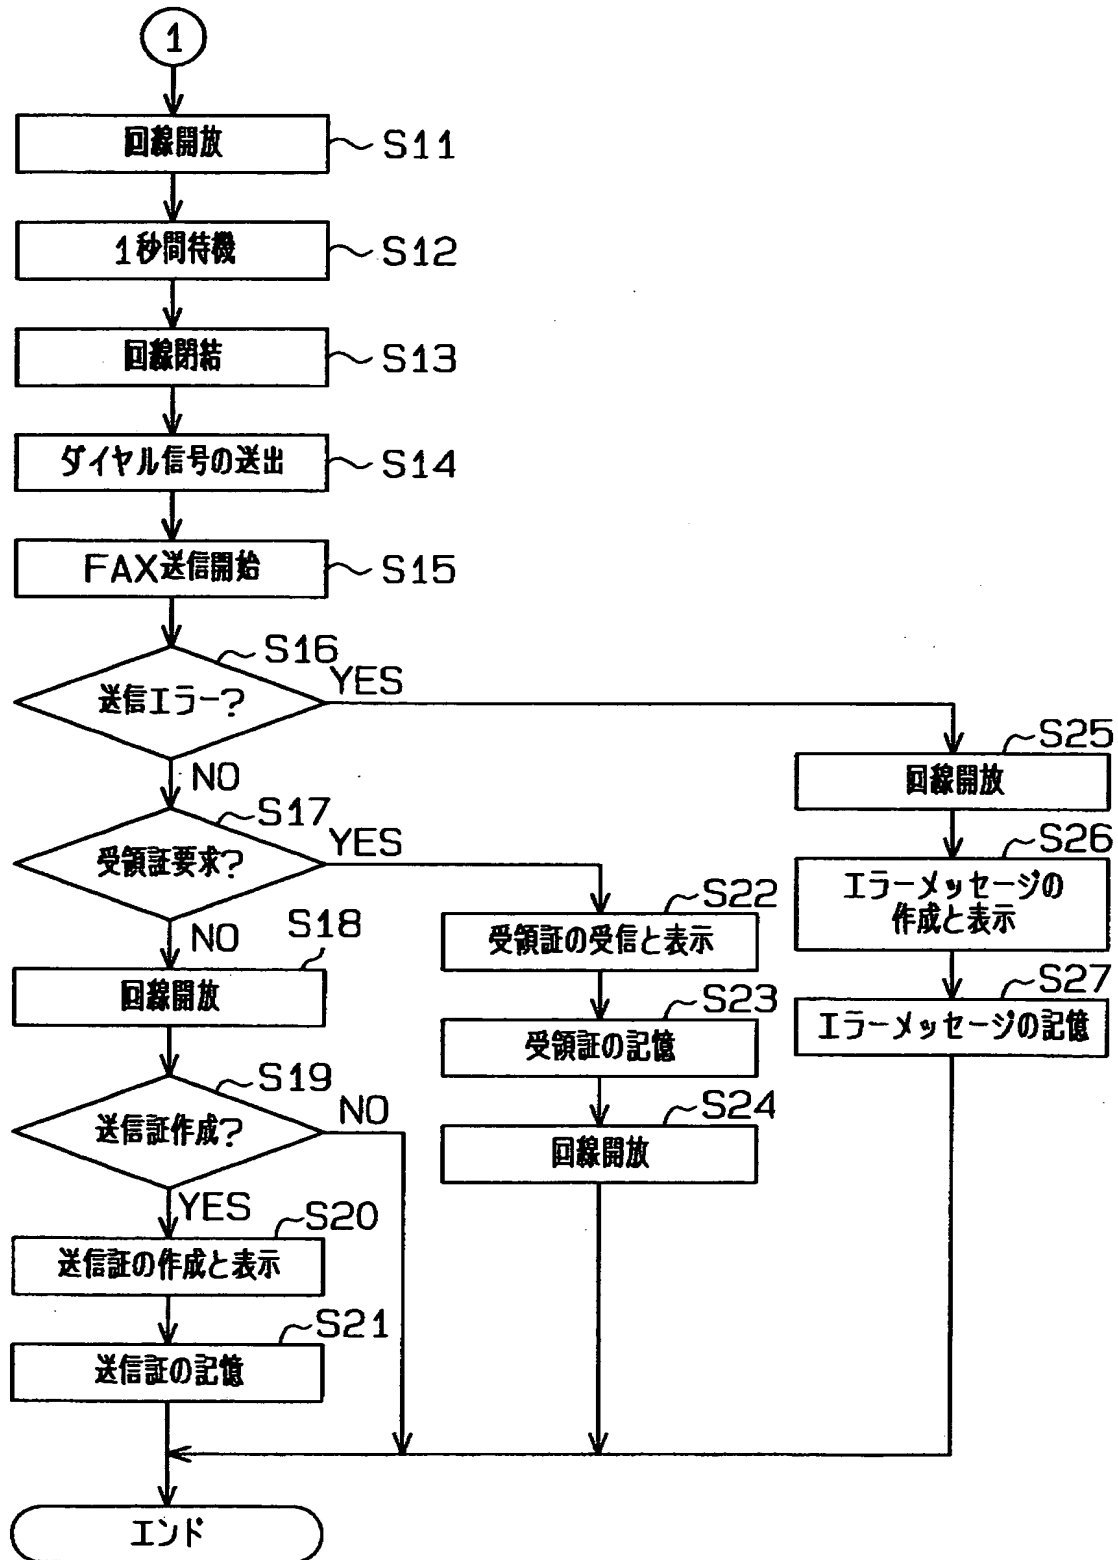 1
回線開放
S11
1秒間待機
S12
回線閉結
S13
ダイヤル信号の送出
S14
FAX送信開始
S15
S16
送信エラー?
YES
NO
S17
受領証要求?
YES
NO
S18
回線開放
S19
送信証作成?
NO
YES
S20
送信証の作成と表示
S21
送信証の記憶
S22
受領証の受信と表示
S23
受領証の記憶
S24
回線開放
S25
回線開放
S26
エラーメッセージの
作成と表示
S27
エラーメッセージの記憶
エンド